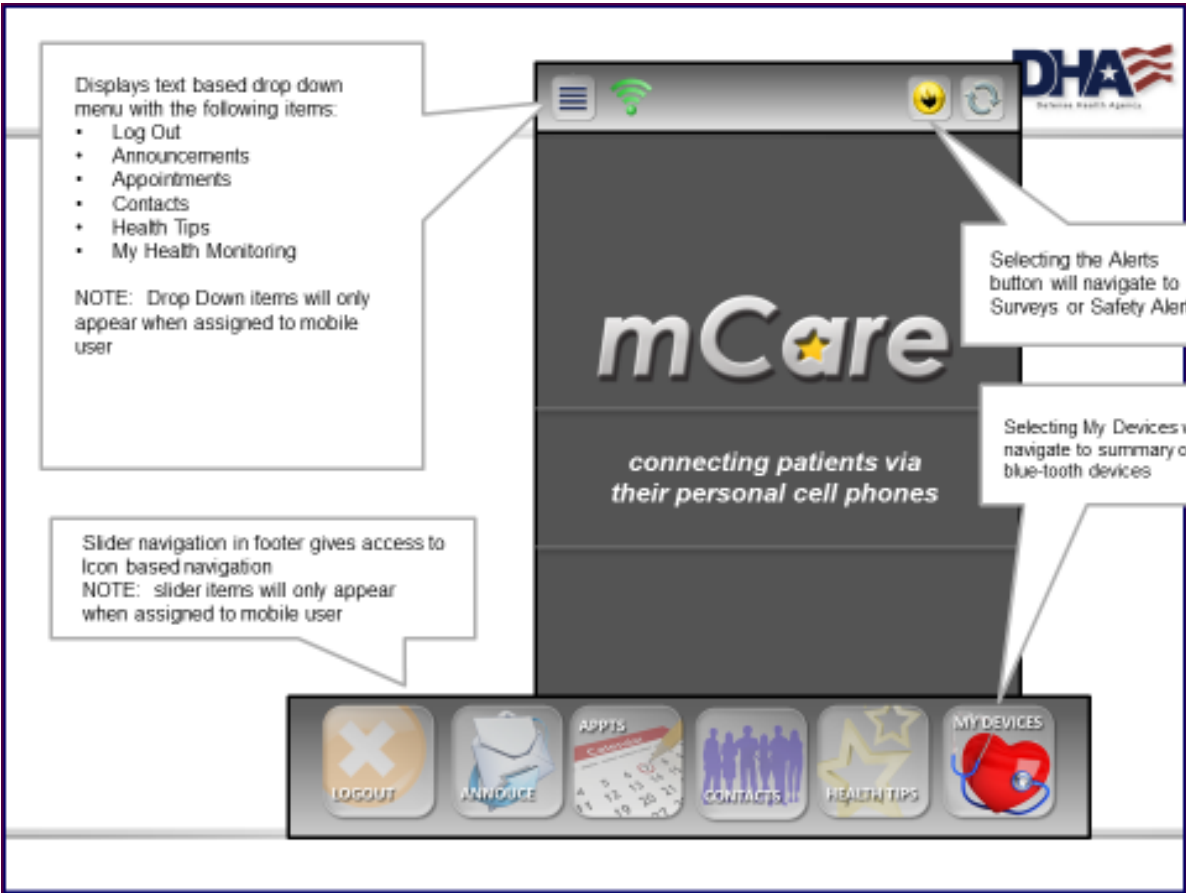 Displays text based drop down
menu with the following items:
• Log Out
• Announcements
• Appointments
• Contacts
• Health Tips
• My Health Monitoring
NOTE: Drop Down items will only
appear when assigned to mobile
user
DHA
Defense Health Agency
Selecting the Alerts
button will navigate to
Surveys or Safety Aler
mCare
connecting patients via
their personal cell phones
Selecting My Devices
navigate to summary
blue-tooth devices
Slider navigation in footer gives access to
Icon based navigation
NOTE: slider items will only appear
when assigned to mobile user
LOGOUT
ANNOUCE
APPTS
Calendar
CONTACTS
HEALTH TIPS
MY DEVICES